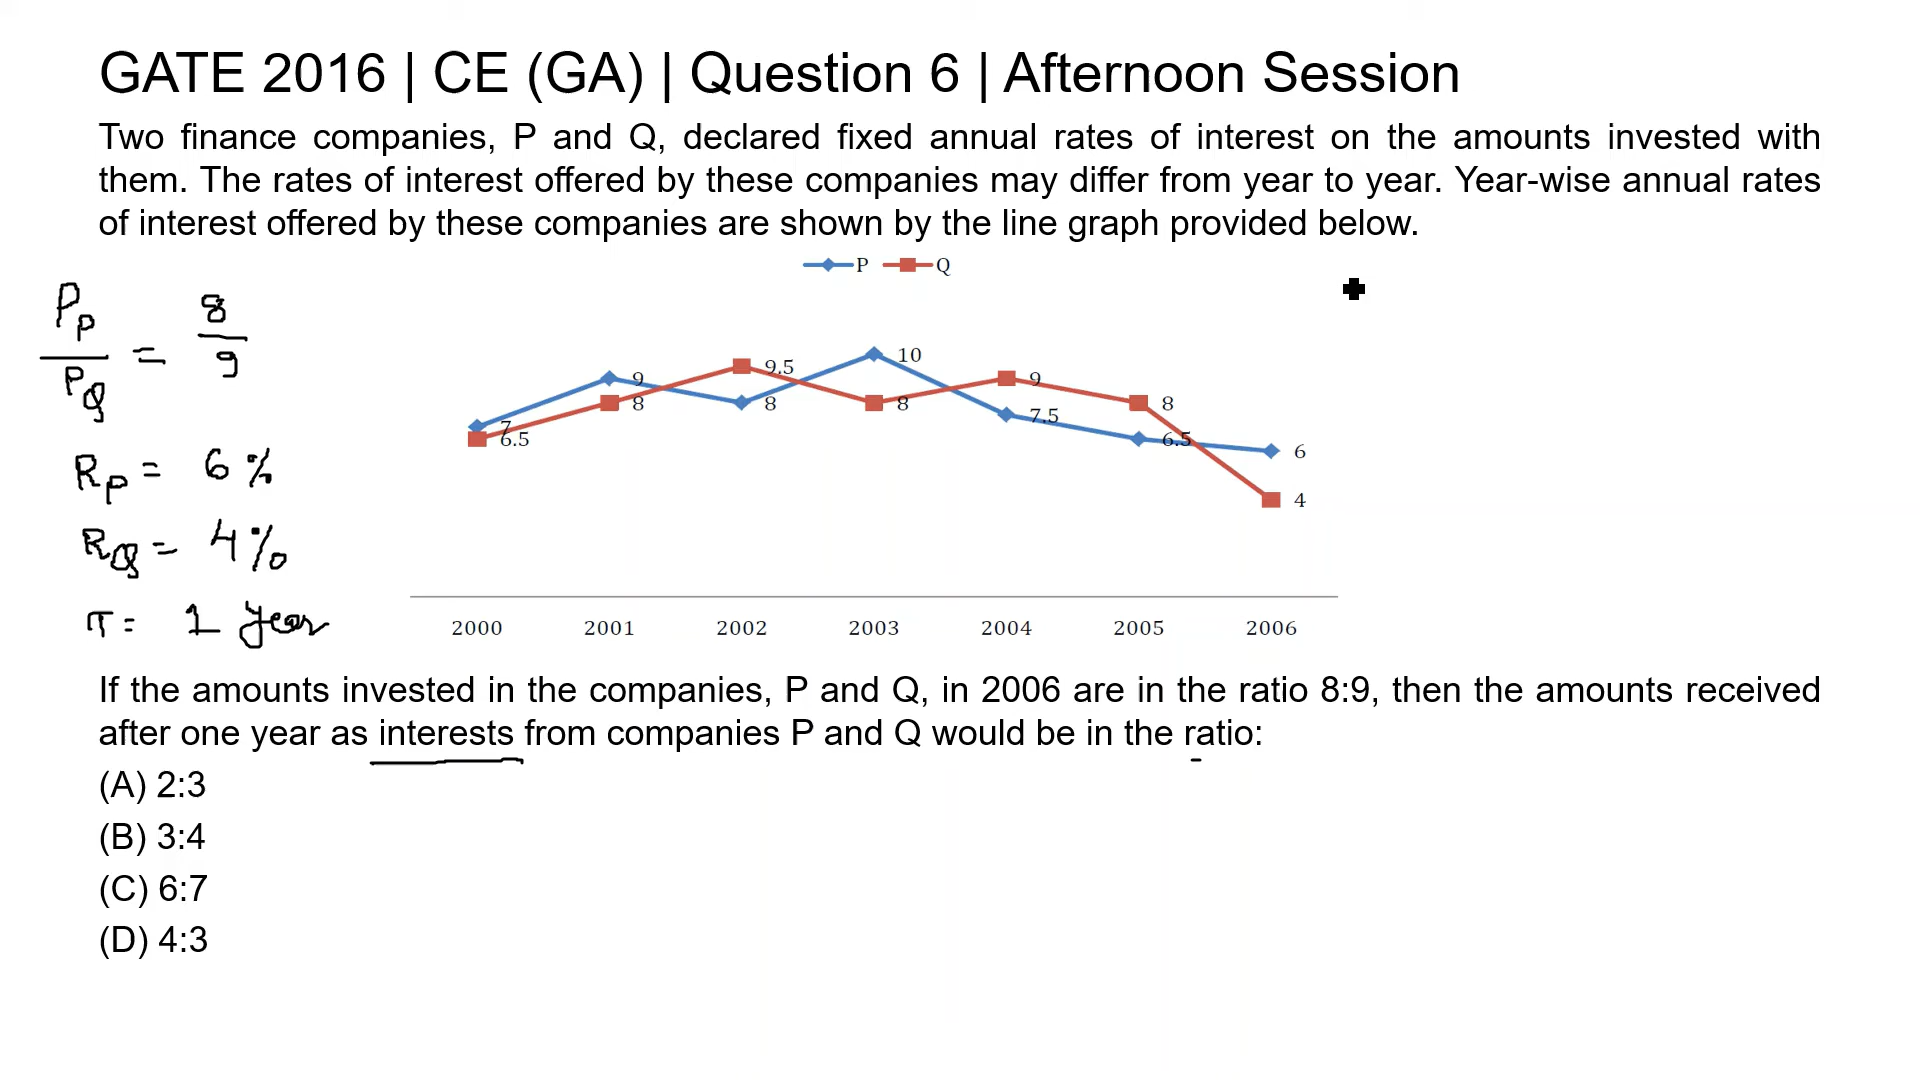 GATE 2016 | CE (GA) | Question 6 | Afternoon Session
Two finance companies, P and Q, declared fixed annual rates of interest on the amounts invested with
them. The rates of interest offered by these companies may differ from year to year. Year-wise annual rates
of interest offered by these companies are shown by the line graph provided below.
P Q
P_P / P_Q = 8/9
R_P = 6 %
R_Q = 4 %
T = 1 year
10
9.5
9 9
8 8 8 8
7.5
7
6.5 6.5
6
4
2000 2001 2002 2003 2004 2005 2006
If the amounts invested in the companies, P and Q, in 2006 are in the ratio 8:9, then the amounts received
after one year as interests from companies P and Q would be in the ratio:
(A) 2:3
(B) 3:4
(C) 6:7
(D) 4:3